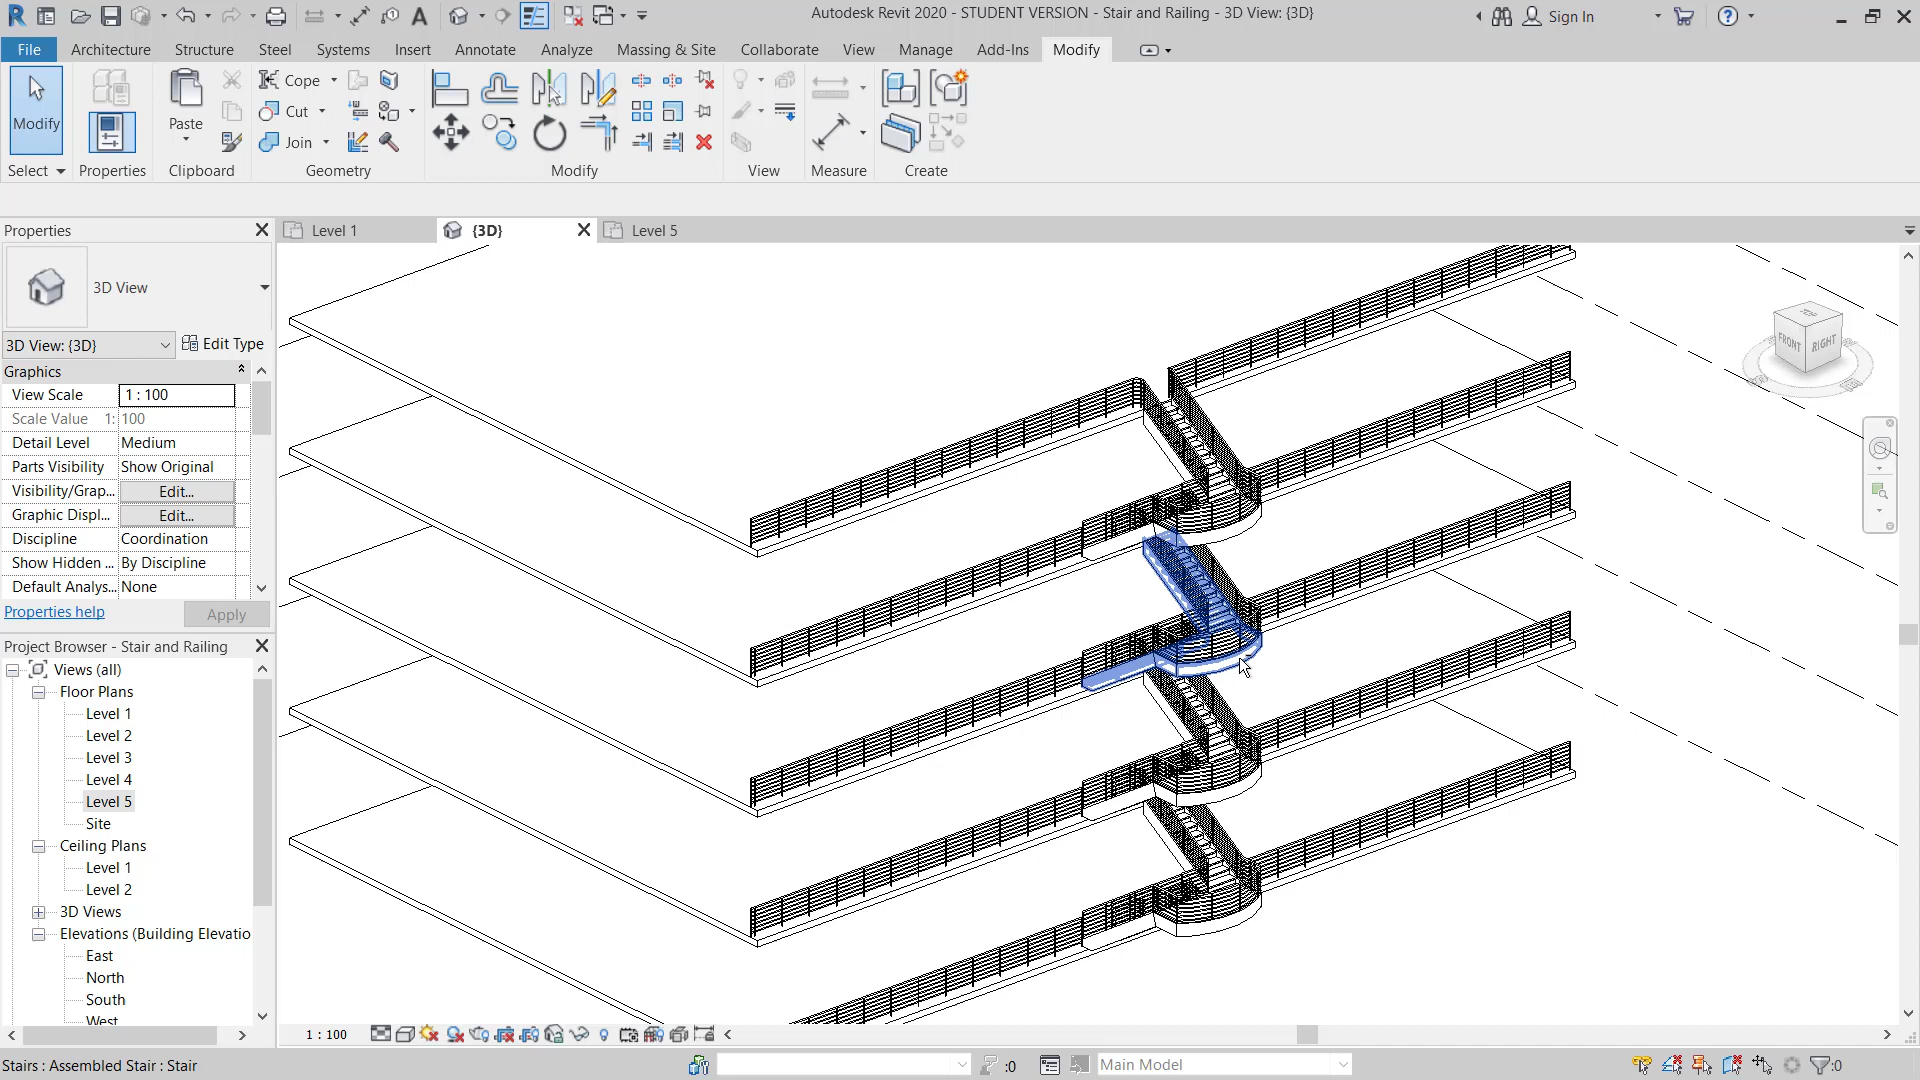 Autodesk Revit 2020 - STUDENT VERSION - Stair and Railing - 3D View: {3D}
Sign In
File Architecture Structure Steel Systems Insert Annotate Analyze Massing & Site Collaborate View Manage Add-Ins Modify
Modify
Paste
Cope
Cut
Join
Select Properties Clipboard Geometry Modify View Measure Create
Properties
Level 1
{3D}
Level 5
3D View
3D View: {3D}
Edit Type
Graphics
View Scale 1 : 100
Scale Value 1: 100
Detail Level Medium
Parts Visibility Show Original
Visibility/Grap... Edit...
Graphic Displ... Edit...
Discipline Coordination
Show Hidden ... By Discipline
Default Analys... None
Properties help
Apply
Project Browser - Stair and Railing
Views (all)
Floor Plans
Level 1
Level 2
Level 3
Level 4
Level 5
Site
Ceiling Plans
Level 1
Level 2
3D Views
Elevations (Building Elevatio
East
North
South
West
TOP
FRONT
RIGHT
1 : 100
Stairs : Assembled Stair : Stair
:0
Main Model
:0